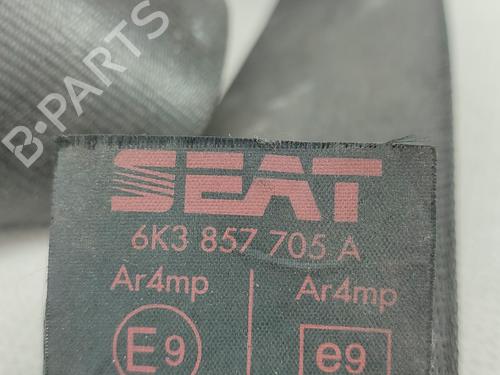 B-PARTS
SEAT
6K3 857 705 A
Ar4mp Ar4mp
E9 e9